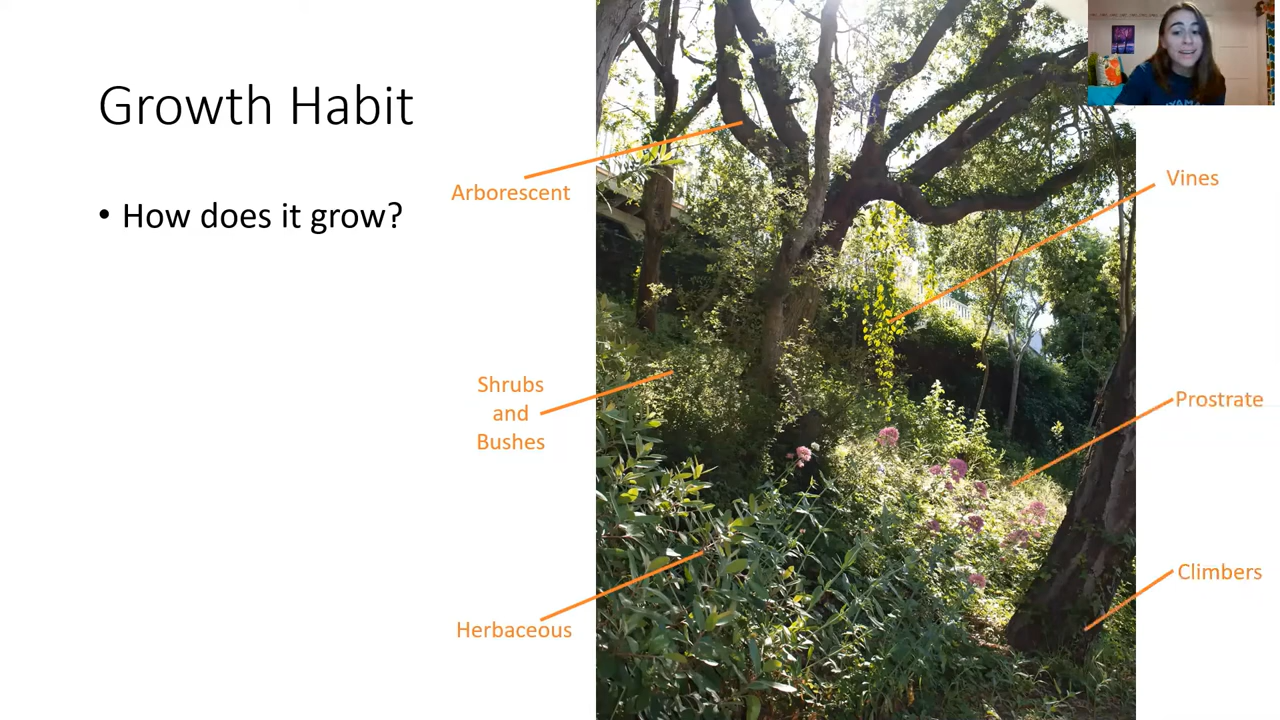 Growth Habit
• How does it grow?
Arborescent
Shrubs
and
Bushes
Herbaceous
Vines
Prostrate
Climbers